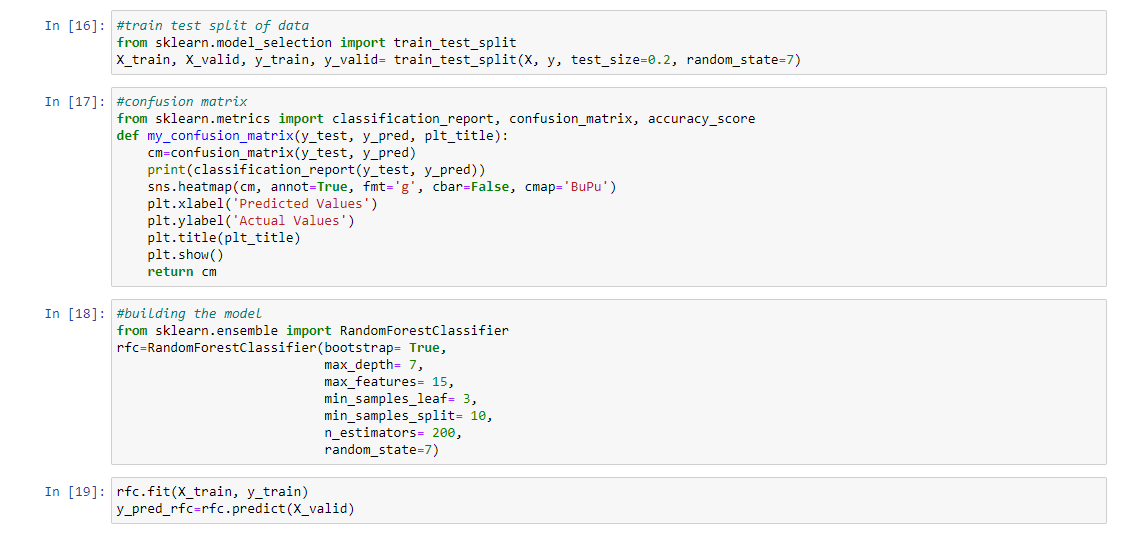 In [16]: #train test split of data
from sklearn.model_selection import train_test_split
X_train, X_valid, y_train, y_valid= train_test_split(X, y, test_size=0.2, random_state=7)
In [17]: #confusion matrix
from sklearn.metrics import classification_report, confusion_matrix, accuracy_score
def my_confusion_matrix(y_test, y_pred, plt_title):
    cm=confusion_matrix(y_test, y_pred)
    print(classification_report(y_test, y_pred))
    sns.heatmap(cm, annot=True, fmt='g', cbar=False, cmap='BuPu')
    plt.xlabel('Predicted Values')
    plt.ylabel('Actual Values')
    plt.title(plt_title)
    plt.show()
    return cm
In [18]: #building the model
from sklearn.ensemble import RandomForestClassifier
rfc=RandomForestClassifier(bootstrap= True,
                           max_depth= 7,
                           max_features= 15,
                           min_samples_leaf= 3,
                           min_samples_split= 10,
                           n_estimators= 200,
                           random_state=7)
In [19]: rfc.fit(X_train, y_train)
y_pred_rfc=rfc.predict(X_valid)